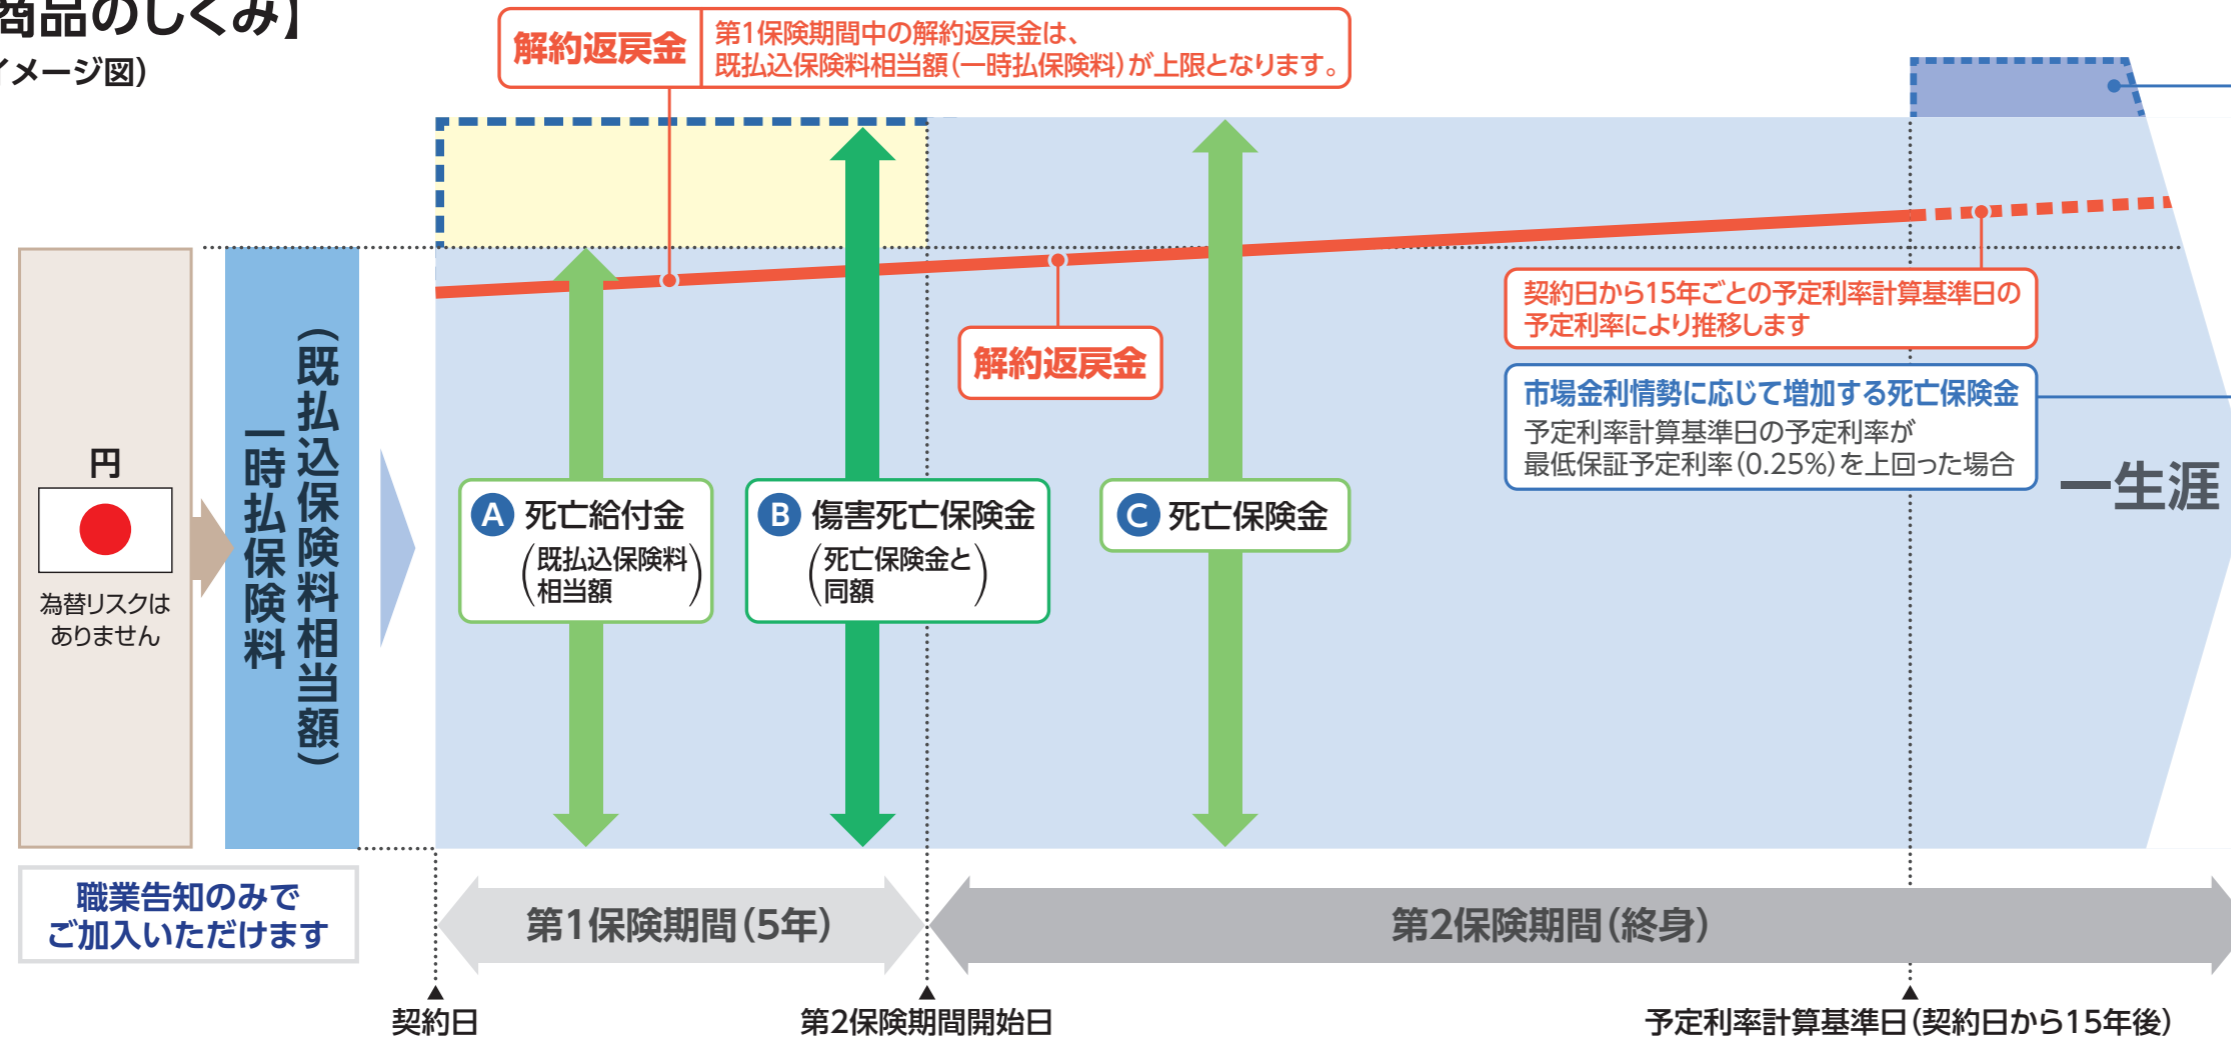 商品のしくみ】
イメージ図)
解約返戻金
第1保険期間中の解約返戻金は、
既払込保険料相当額(一時払保険料)が上限となります。
円
為替リスクは
ありません
一時払保険料
(既払込保険料相当額)
職業告知のみで
ご加入いただけます
解約返戻金
契約日から15年ごとの予定利率計算基準日の
予定利率により推移します
市場金利情勢に応じて増加する死亡保険金
予定利率計算基準日の予定利率が
最低保証予定利率(0.25%)を上回った場合
一生涯
A 死亡給付金
(既払込保険料
相当額)
B 傷害死亡保険金
(死亡保険金と
同額)
C 死亡保険金
第1保険期間(5年)
第2保険期間(終身)
契約日
第2保険期間開始日
予定利率計算基準日(契約日から15年後)